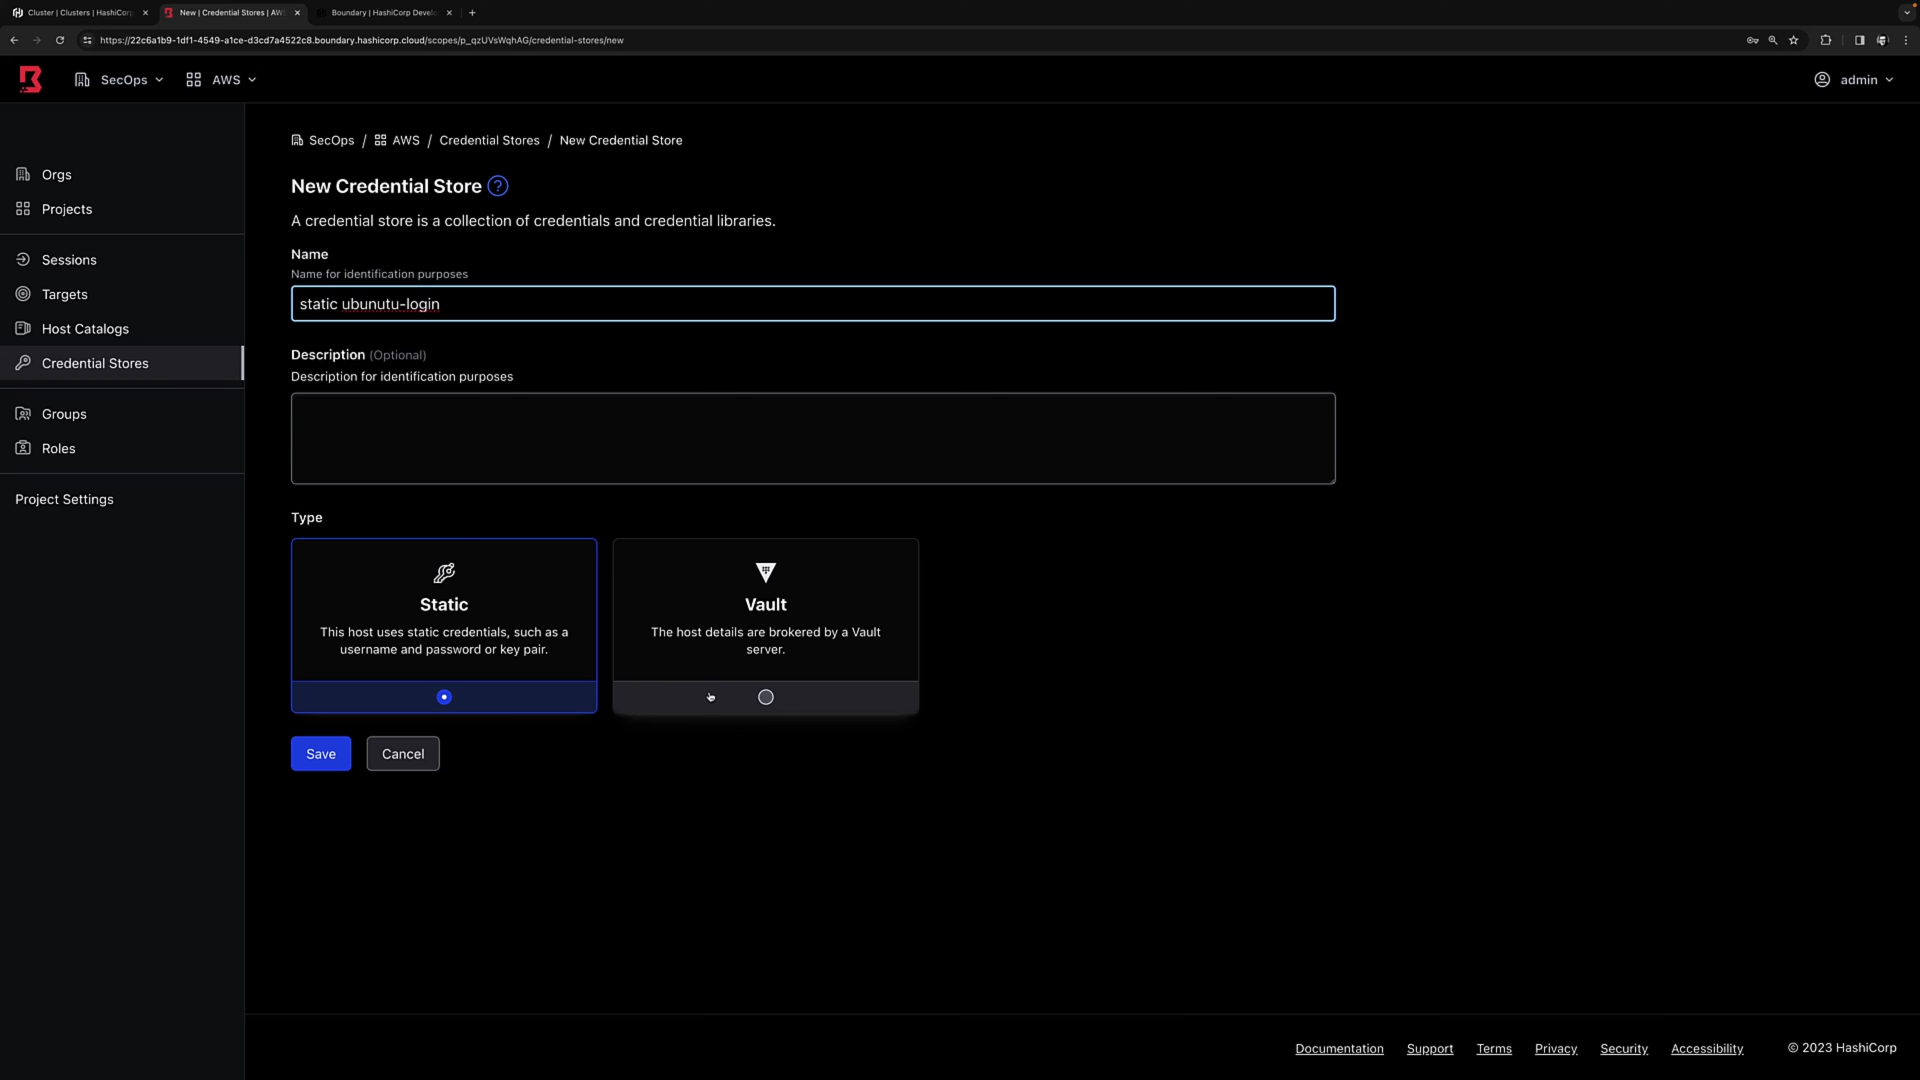 Cluster | Clusters | HashiCorp
New | Credential Stores | AWS
Boundary | HashiCorp Develo
https://22c6a1b9-1df1-4549-a1ce-d3cd7a4522c8.boundary.hashicorp.cloud/scopes/p_qzUVsWqhAG/credential-stores/new
SecOps
AWS
admin
SecOps / AWS / Credential Stores / New Credential Store
Orgs
Projects
Sessions
Targets
Host Catalogs
Credential Stores
Groups
Roles
Project Settings
New Credential Store ?
A credential store is a collection of credentials and credential libraries.
Name
Name for identification purposes
static ubunutu-login
Description (Optional)
Description for identification purposes
Type
Static
This host uses static credentials, such as a
username and password or key pair.
Vault
The host details are brokered by a Vault
server.
Save
Cancel
Documentation
Support
Terms
Privacy
Security
Accessibility
© 2023 HashiCorp